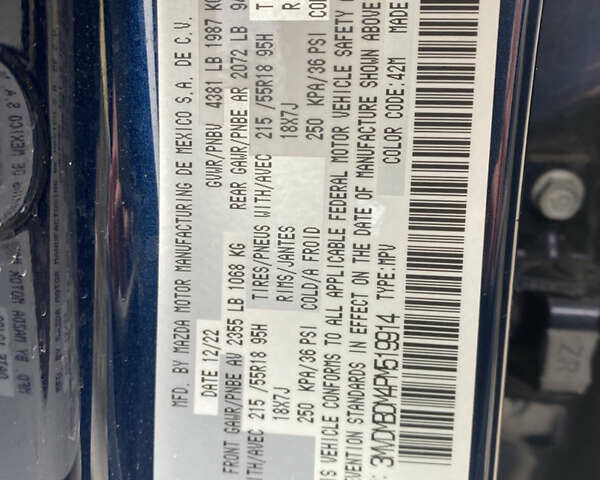 BY MAZDA MOTOR MANUFACTURING DE MEXICO S.A. DE C.V.
DATE 12/22 GVWR/PNBV 4381 LB 1987 KG
FRONT GAWR/PNBE AV 2355 LB 1068 KG REAR GAWR/PNBE AR 2072 LB
WITH/AVEC 215/55R18 95H TIRES/PNEUS WITH/AVEC 215/55R18 95H
18X7J RIMS/JANTES 18X7J
250 KPA/36 PSI COLD/A FROID 250 KPA/36 PSI
VEHICLE CONFORMS TO ALL APPLICABLE FEDERAL MOTOR VEHICLE SAFETY
STANDARDS IN EFFECT ON THE DATE OF MANUFACTURE SHOWN ABOVE
3MVDMBDM4PM519914 TYPE:MPV COLOR CODE:42M MADE